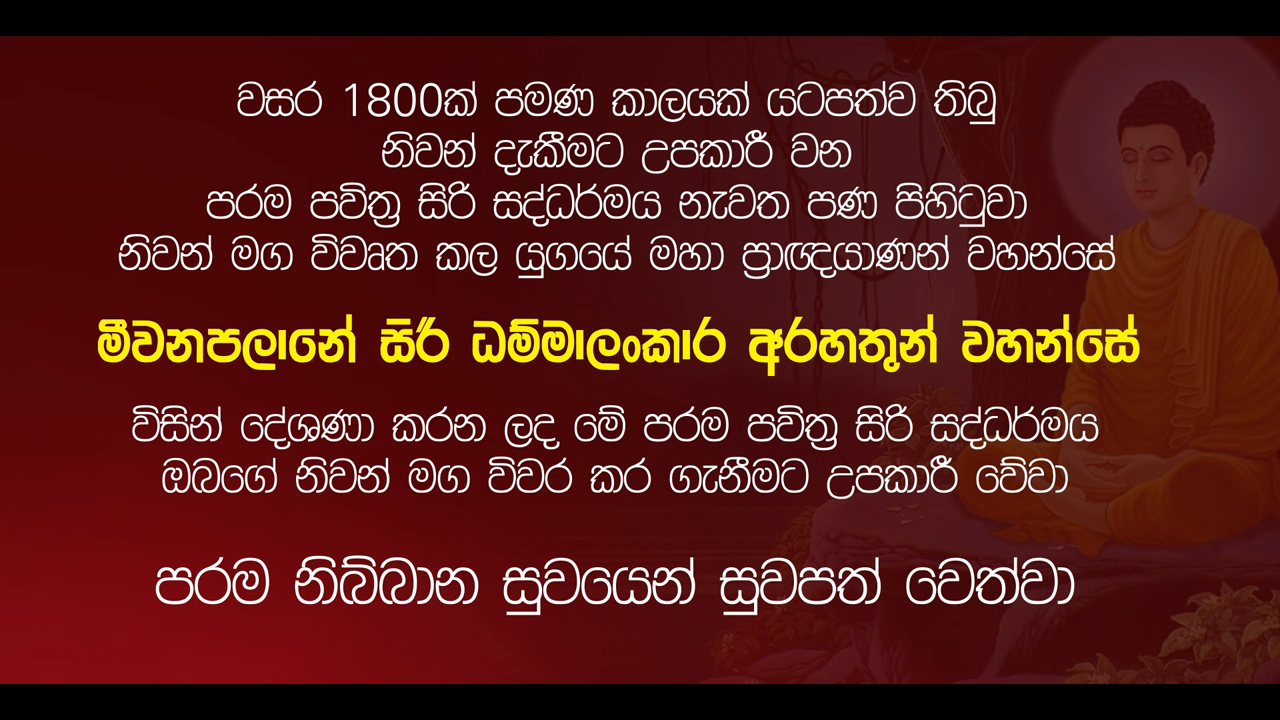 වසර 1800ක් පමණ කාලයක් යටපත්ව තිබු
නිවන් දැකීමට උපකාරී වන
පරම පවිත්‍ර සිරි සද්ධර්මය නැවත පණ පිහිටුවා
නිවන් මග විවෘත කල යුගයේ මහා ප්‍රාඥයාණන් වහන්සේ
මීවනපලානේ සිරි ධම්මාලංකාර අරහතුන් වහන්සේ
විසින් දේශණා කරන ලද මේ පරම පවිත්‍ර සිරි සද්ධර්මය
ඔබගේ නිවන් මග විවර කර ගැනීමට උපකාරී වේවා
පරම නිබ්බාන සුවයෙන් සුවපත් වෙත්වා